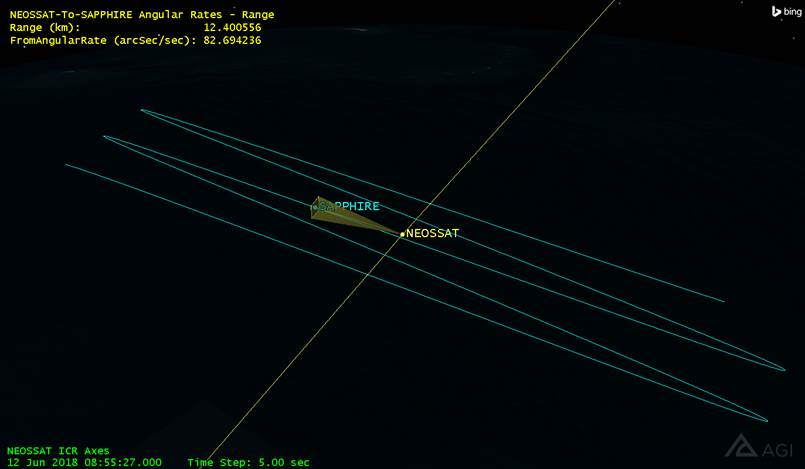 bing
NEOSSAT-To-SAPPHIRE Angular Rates - Range
Range (km): 12.400556
FromAngularRate (arcSec/sec): 82.694236
SAPPHIRE
NEOSSAT
NEOSSAT ICR Axes
12 Jun 2018 08:55:27.000 Time Step: 5.00 sec
AGI